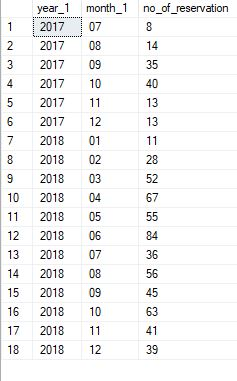 year_1 month_1 no_of_reservation
1 2017 07 8
2 2017 08 14
3 2017 09 35
4 2017 10 40
5 2017 11 13
6 2017 12 13
7 2018 01 11
8 2018 02 28
9 2018 03 52
10 2018 04 67
11 2018 05 55
12 2018 06 84
13 2018 07 36
14 2018 08 56
15 2018 09 45
16 2018 10 63
17 2018 11 41
18 2018 12 39